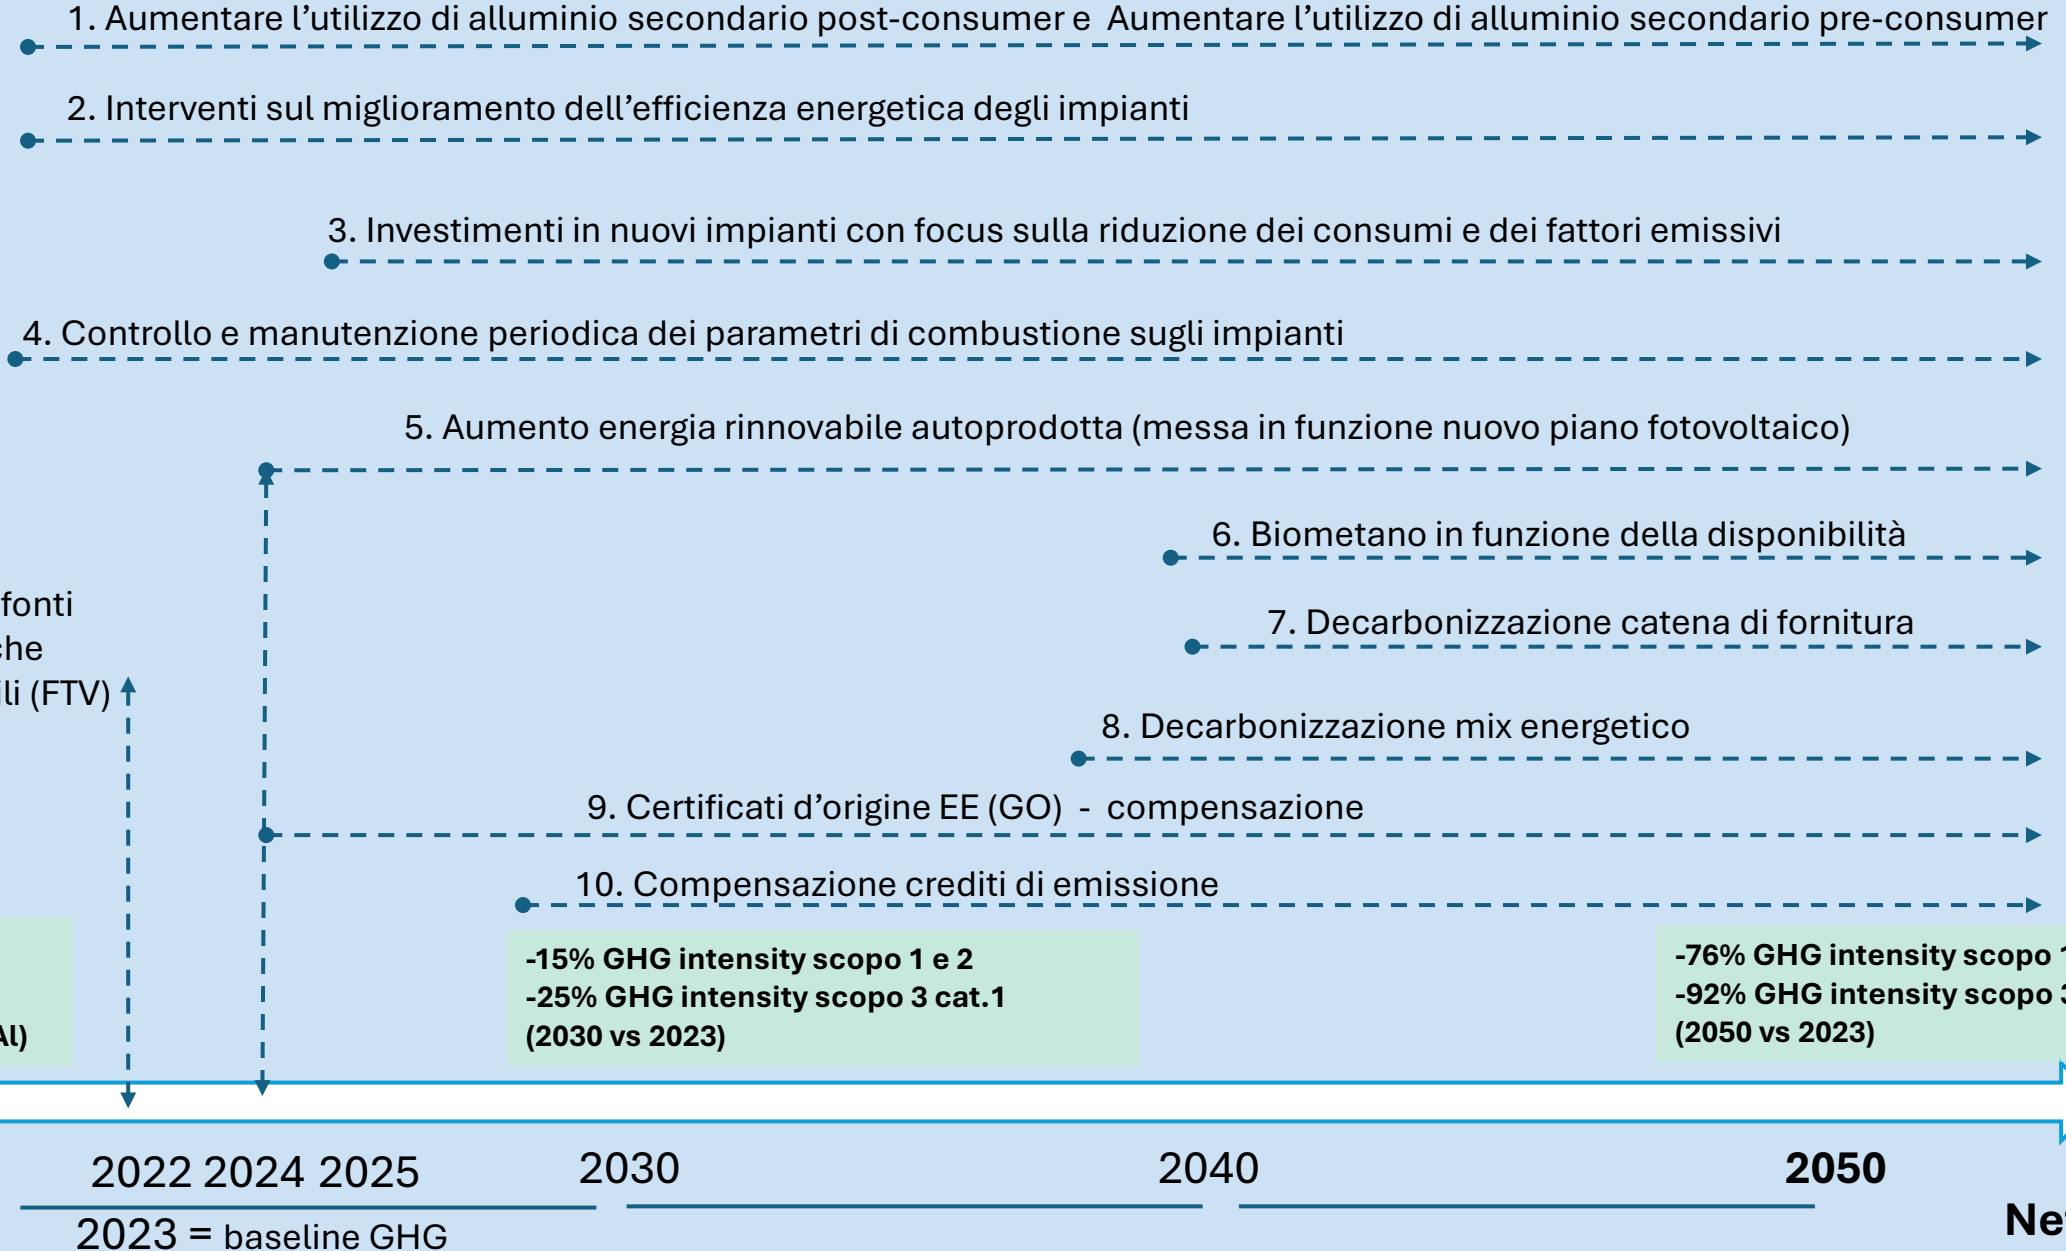 1. Aumentare l’utilizzo di alluminio secondario post-consumer e  Aumentare l’utilizzo di alluminio secondario pre-consumer
2. Interventi sul miglioramento dell’efficienza energetica degli impianti
3. Investimenti in nuovi impianti con focus sulla riduzione dei consumi e dei fattori emissivi
4. Controllo e manutenzione periodica dei parametri di combustione sugli impianti
5. Aumento energia rinnovabile autoprodotta (messa in funzione nuovo piano fotovoltaico)
6. Biometano in funzione della disponibilità
fonti
7. Decarbonizzazione catena di fornitura
(FTV)
8. Decarbonizzazione mix energetico
9. Certificati d’origine EE (GO)  -  compensazione
10. Compensazione crediti di emissione
-15% GHG intensity scopo 1 e 2
-25% GHG intensity scopo 3 cat.1
(2030 vs 2023)
-76% GHG intensity scopo 1
-92% GHG intensity scopo 3
(2050 vs 2023)
2022 2024 2025 2030 2040 2050
2023 = baseline GHG